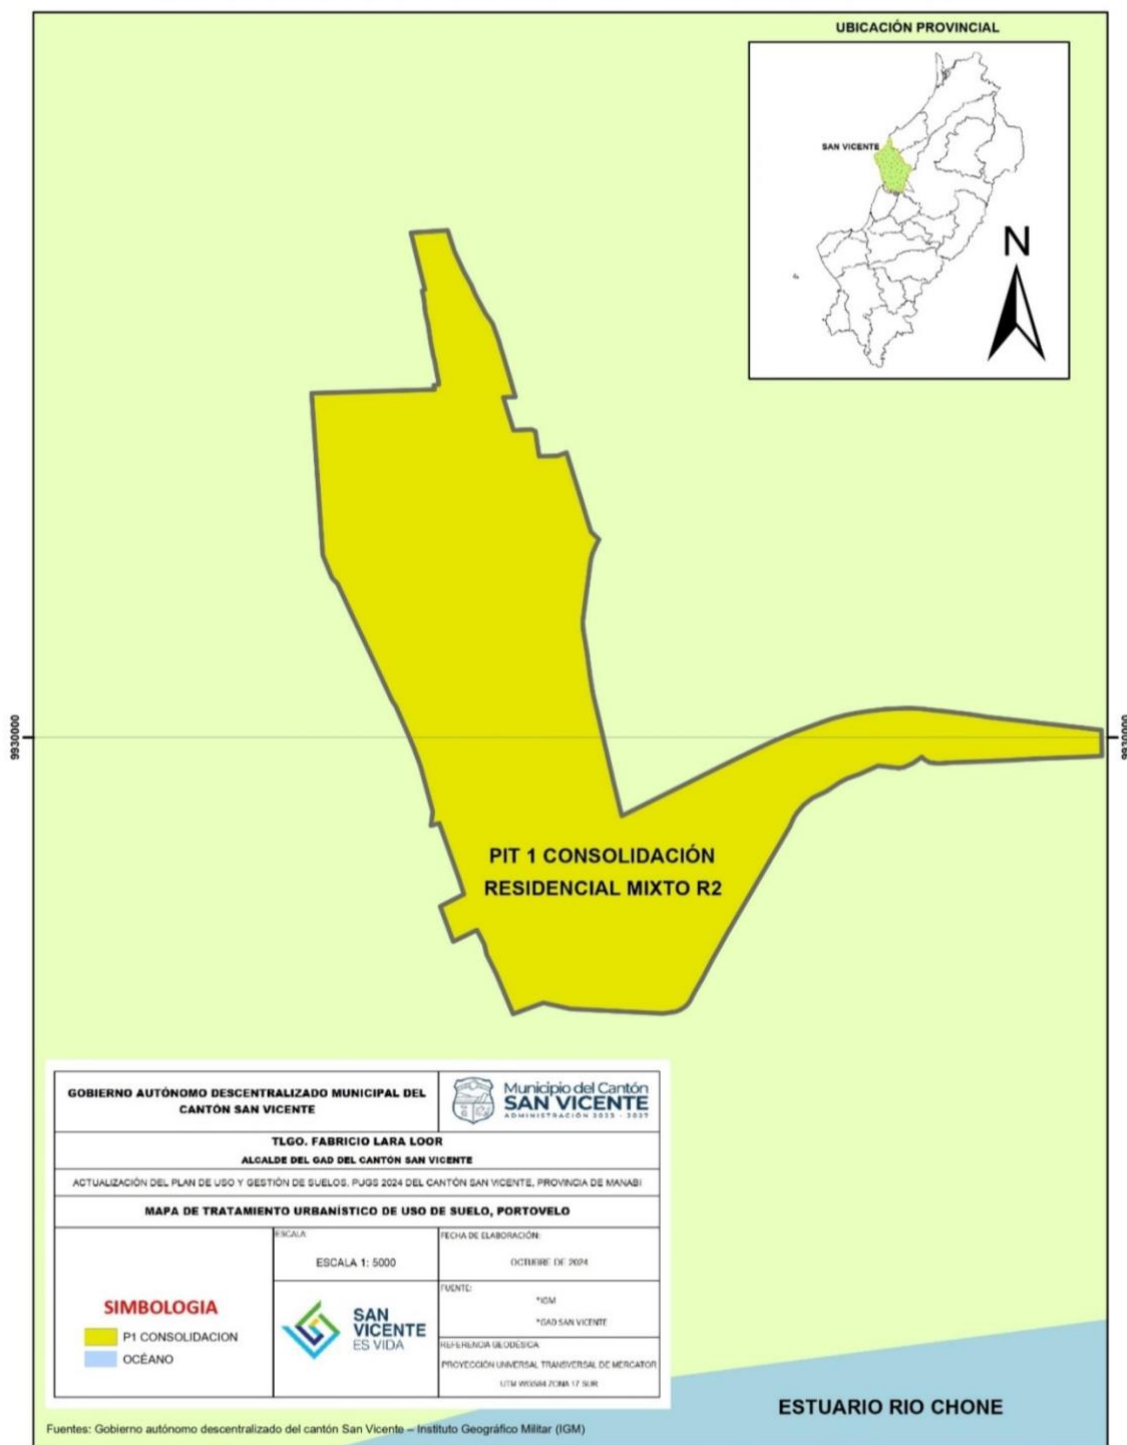 UBICACIÓN PROVINCIAL
SAN VICENTE
N
9930000
9930000
PIT 1 CONSOLIDACIÓN
RESIDENCIAL MIXTO R2
GOBIERNO AUTÓNOMO DESCENTRALIZADO MUNICIPAL DEL
CANTÓN SAN VICENTE
Municipio del Cantón
SAN VICENTE
ADMINISTRACIÓN 2023 - 2027
TLGO. FABRICIO LARA LOOR
ALCALDE DEL GAD DEL CANTÓN SAN VICENTE
ACTUALIZACIÓN DEL PLAN DE USO Y GESTIÓN DE SUELOS, PUGS 2024 DEL CANTÓN SAN VICENTE, PROVINCIA DE MANABI
MAPA DE TRATAMIENTO URBANÍSTICO DE USO DE SUELO, PORTOVELO
ESCALA:
ESCALA 1: 5000
FECHA DE ELABORACIÓN:
OCTUBRE DE 2024
SIMBOLOGIA
P1 CONSOLIDACION
OCÉANO
SAN
VICENTE
ES VIDA
FUENTE:
*IGM
*GAD SAN VICENTE
REFERENCIA GEODÉSICA
PROYECCIÓN UNIVERSAL TRANSVERSAL DE MERCATOR
UTM WGS84 ZONA 17 SUR
ESTUARIO RIO CHONE
Fuentes: Gobierno autónomo descentralizado del cantón San Vicente – Instituto Geográfico Militar (IGM)